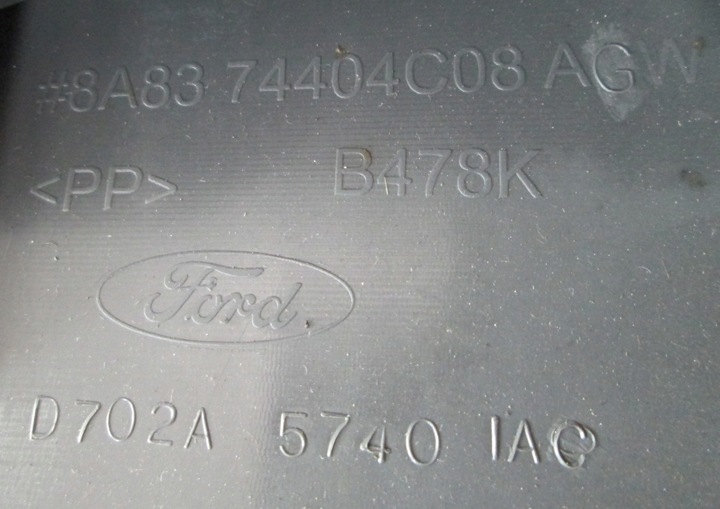 #8A83 74404C08 AGW
<PP> B478K
Ford
D702A 5740 IAC